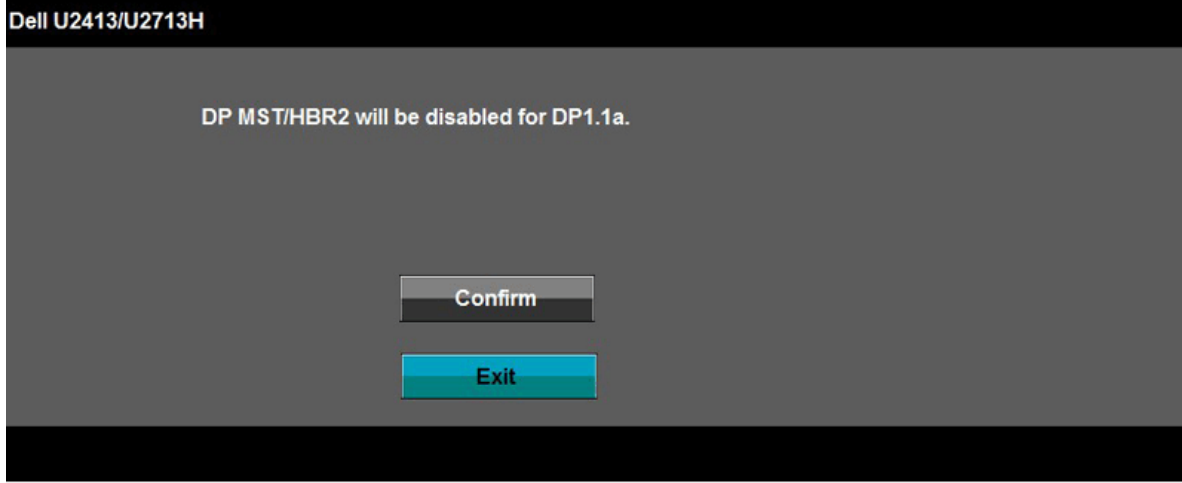 Dell U2413/U2713H
DP MST/HBR2 will be disabled for DP1.1a.
Confirm
Exit